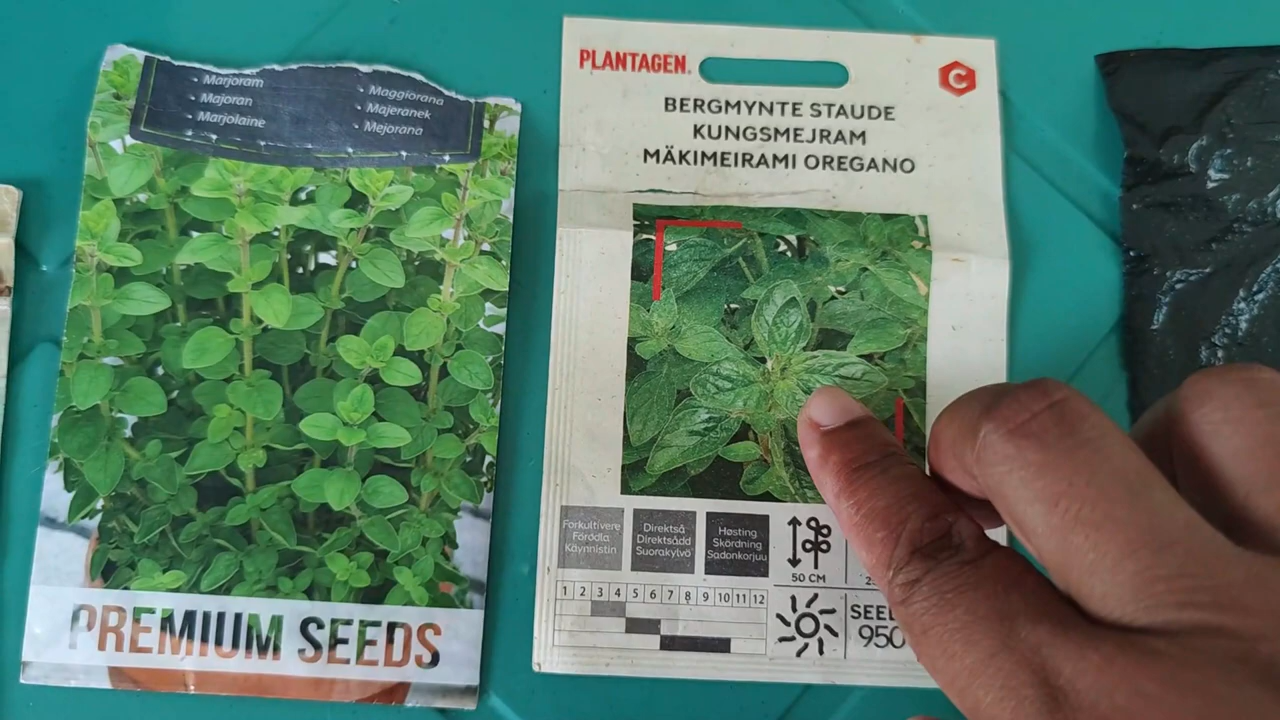 Marjoram
Majoran
Marjolaine
Maggiorana
Majeranek
Mejorana
PREMIUM SEEDS
PLANTAGEN.
C
BERGMYNTE STAUDE
KUNGSMEJRAM
MÄKIMEIRAMI OREGANO
Forkultivere
Förodla
Käynnistin
Direktså
Direktsådd
Suorakylvö
Høsting
Skördning
Sadonkorjuu
50 CM
1 2 3 4 5 6 7 8 9 10 11 12
950